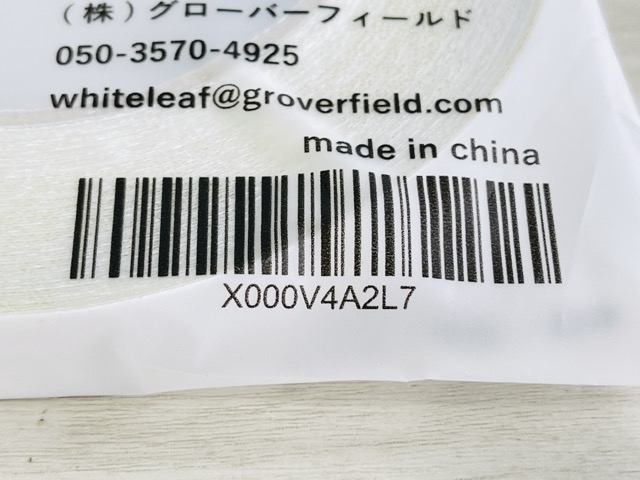 （株）グローバーフィールド
050-3570-4925
whiteleaf@groverfield.com
made in china
X000V4A2L7